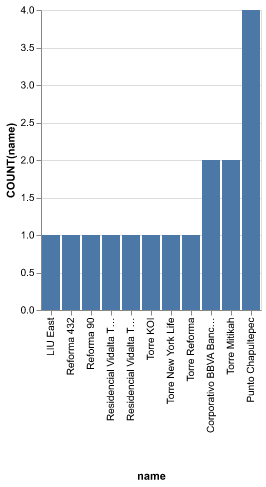 4.0
3.5
3.0
2.5
2.0
1.5
1.0
0.5
0.0
COUNT(name)
LIU East
Reforma 432
Reforma 90
Residencial Vidalta T…
Residencial Vidalta T…
Torre KOI
Torre New York Life
Torre Reforma
Corporativo BBVA Banc…
Torre Mitikah
Punto Chapultepec
name